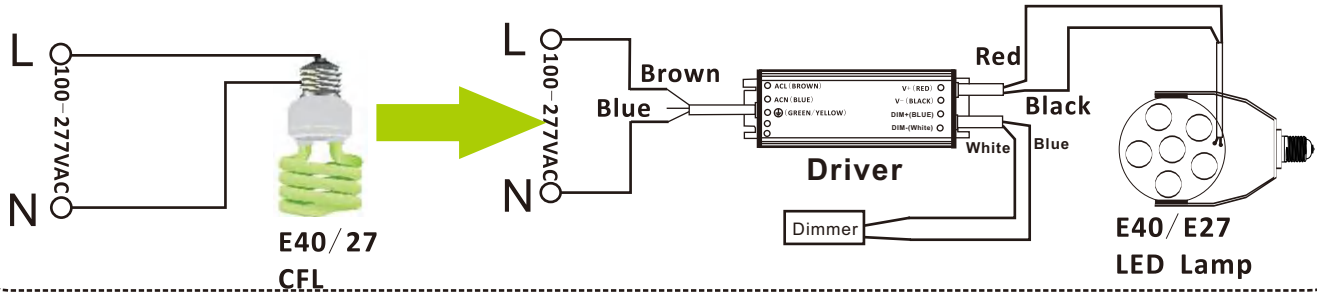 L
100-277VAC
N
E40/27
CFL
L
100-277VAC
N
Brown
Blue
ACL(BROWN)
ACN(BLUE)
(GREEN/YELLOW)
V+(RED)
V-(BLACK)
DIM+(BLUE)
DIM-(White)
Driver
Red
Black
White
Blue
Dimmer
E40/E27
LED Lamp